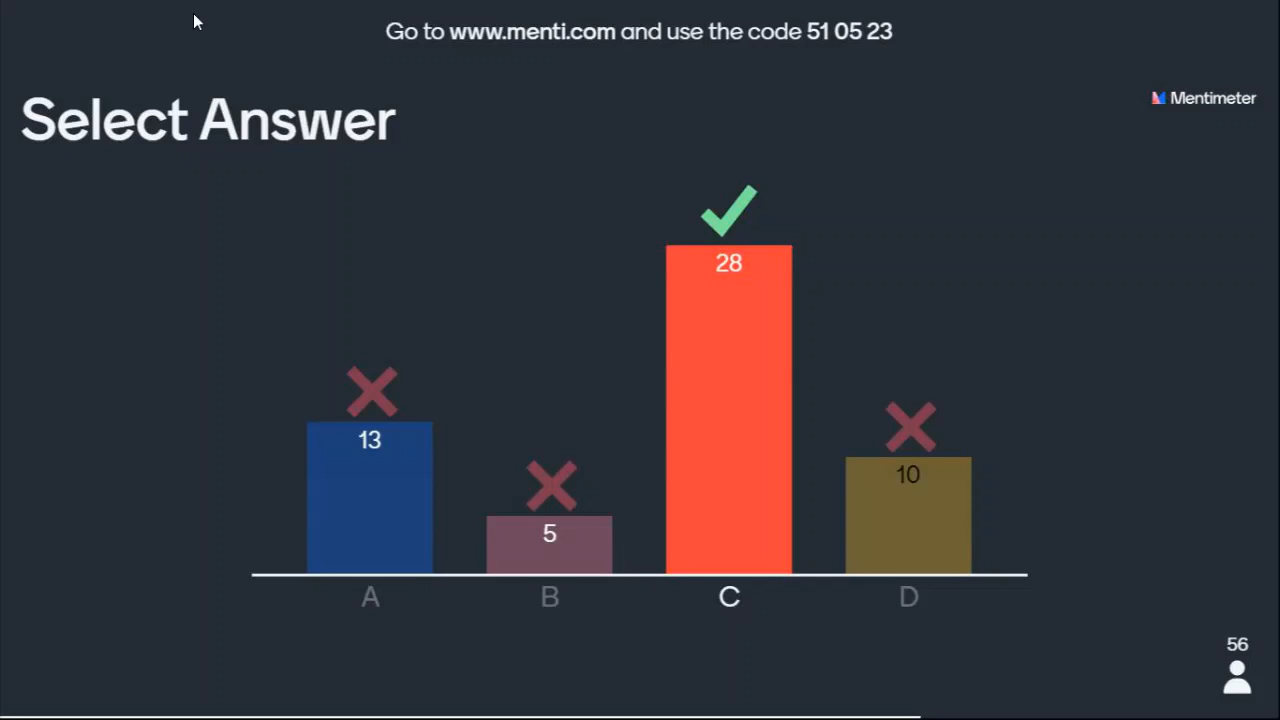 Go to www.menti.com and use the code 51 05 23
Mentimeter
Select Answer
28
13
10
5
A B C D
56